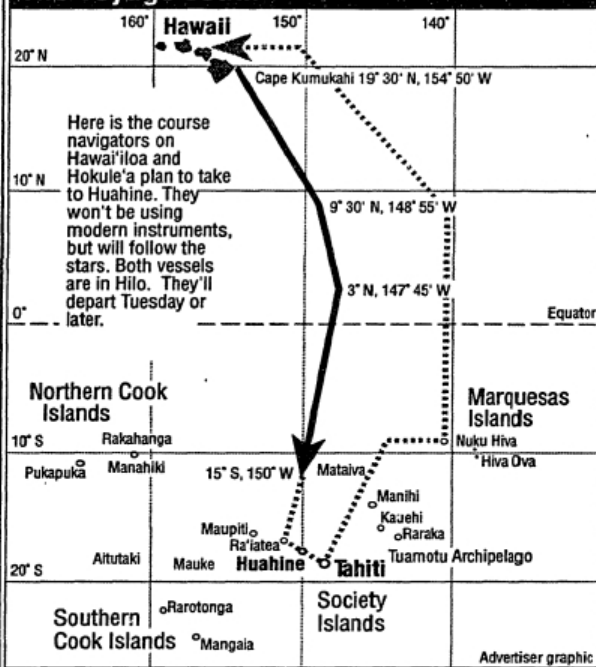 160°
150°
140°
Hawaii
20° N
Cape Kumukahi 19° 30' N, 154° 50' W
Here is the course
navigators on
Hawai'iloa and
Hokule'a plan to take
to Huahine. They
won't be using
modern instruments,
but will follow the
stars. Both vessels
are in Hilo. They'll
depart Tuesday or
later.
10° N
9° 30' N, 148° 55' W
3° N, 147° 45' W
0°
Equator
Northern Cook
Islands
Marquesas
Islands
10° S
Rakahanga
Pukapuka
Manahiki
15° S, 150° W
Mataiva
Nuku Hiva
Hiva Ova
Manihi
Kauehi
Raraka
Maupiti
Ra'iatea
Tuamotu Archipelago
Aitutaki
Mauke
Huahine
Tahiti
20° S
Society
Islands
Rarotonga
Southern
Cook Islands
Mangaia
Advertiser graphic